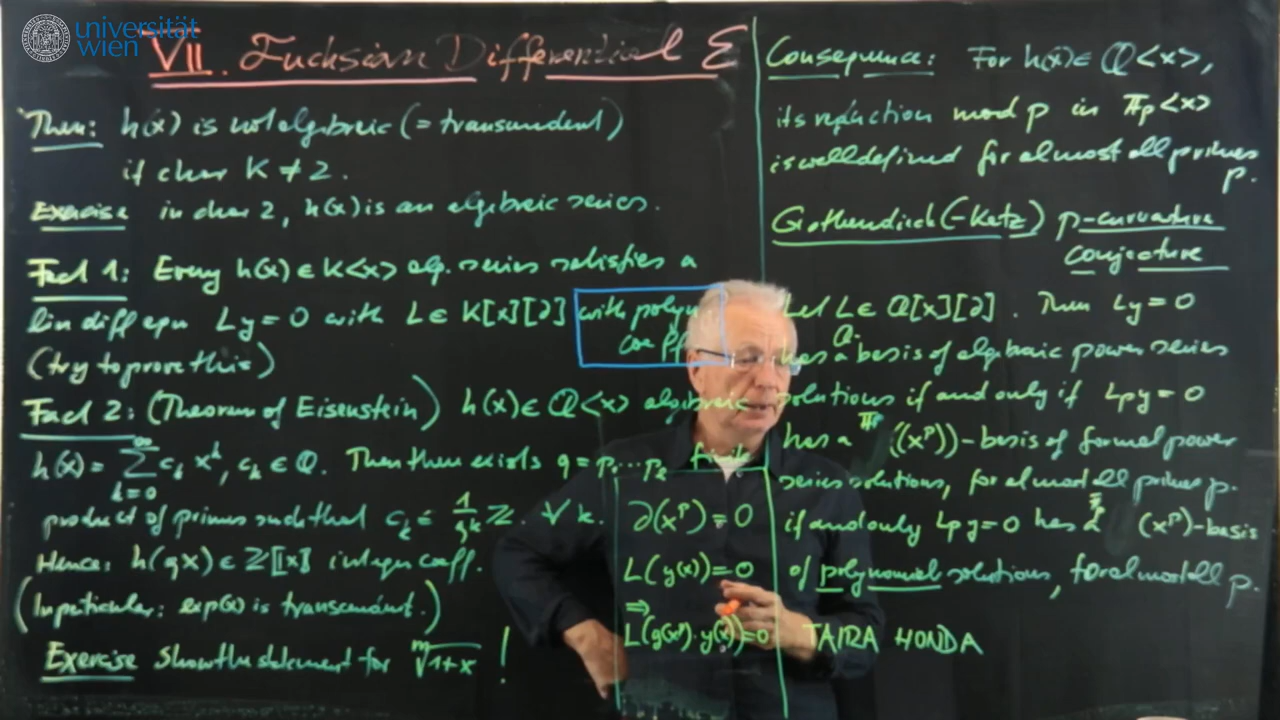 universität
wien
VII. Fuchsian Differential E
Then: h(x) is not algebraic (= transcendent)
if char K ≠ 2.
Exercise in char 2, h(x) is an algebraic series.
Fact 1: Every h(x) ∈ K<x> alg. series satisfies a
lin diff eqn Ly = 0 with L ∈ K[x][∂] with polyn
coeff
(try to prove this)
Fact 2: (Theorem of Eisenstein) h(x) ∈ ℚ<x> algebraic
h(x) = ∑_{k=0}^{∞} c_k x^k, c_k ∈ ℚ. Then there exists q = p₁…p_e finite
product of primes such that c_k ∈ 1/q^k ℤ. ∀ k.
Hence: h(qx) ∈ ℤ[[x]] integer coeff.
(In particular: exp(x) is transcendent.)
Exercise Show the statement for ᵐ√1+x !
∂(x^p) = 0
L(y(x)) = 0
⇒
L(g(x^p)·y(x)) = 0
Consequence: For h(x) ∈ ℚ<x>,
its reduction mod p in 𝔽p<x>
is well defined for almost all primes
p.
Grothendieck(-Katz) p-curvature
conjecture
Let L ∈ ℚ[x][∂]. Then Ly = 0
has a ℚ- basis of algebraic power series
solutions if and only if Lpy = 0
has a 𝔽p((x^p))-basis of formal power
series solutions, for almost all primes p.
if and only Lpy = 0 has a 𝔽p(x^p)-basis
of polynomial solutions, for almost all p.
TAIRA HONDA